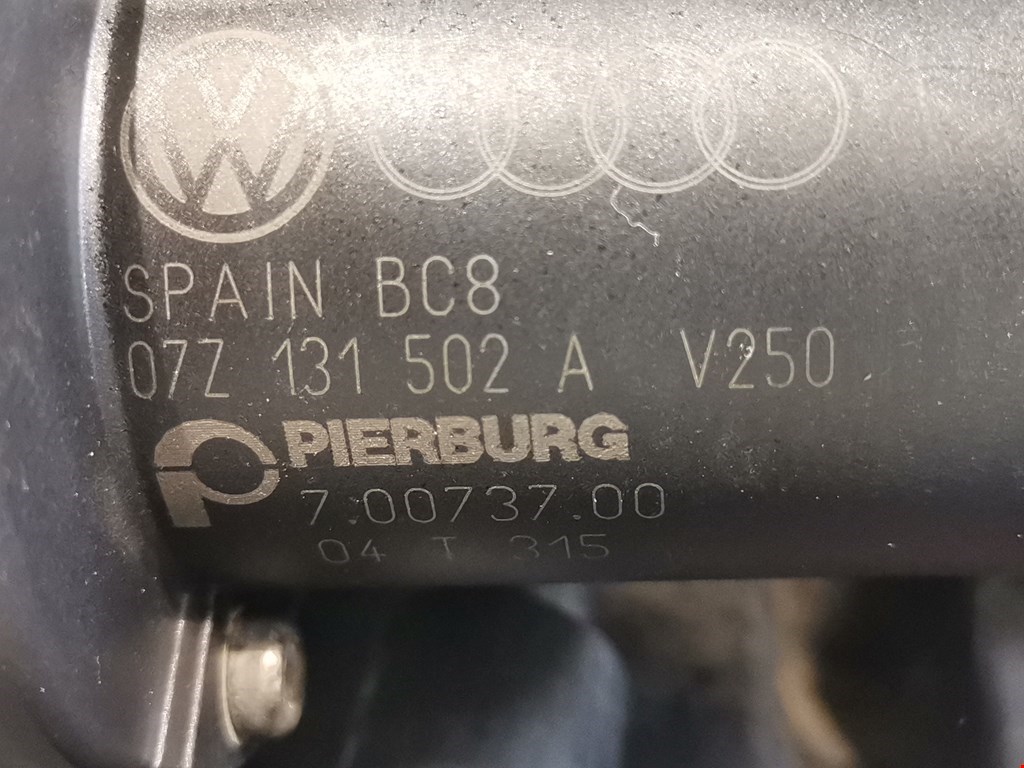 SPAIN BC8
07Z 131 502 A V250
PIERBURG
7.00737.00
04 T 315